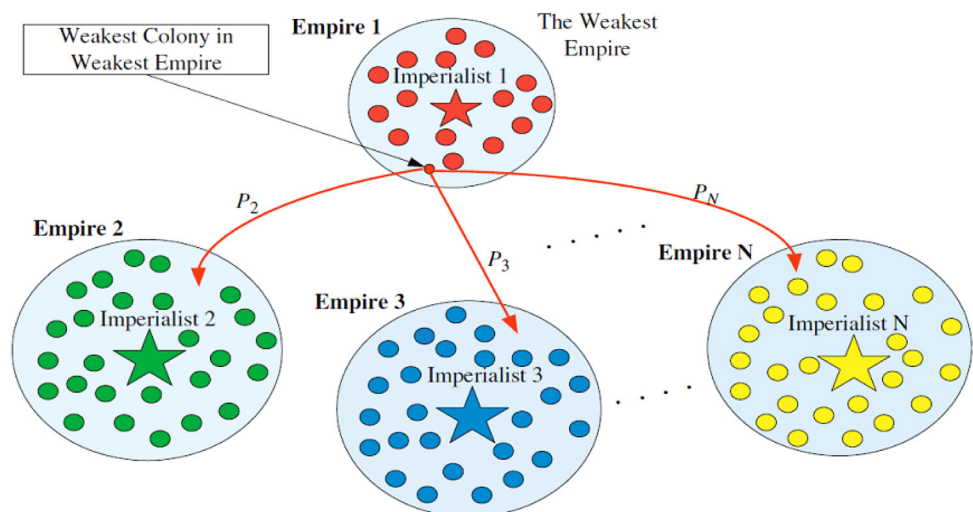 Weakest Colony in
Weakest Empire
Empire 1
The Weakest
Empire
Imperialist 1
P2
P3
PN
Empire 2
Imperialist 2
Empire 3
Imperialist 3
Empire N
Imperialist N